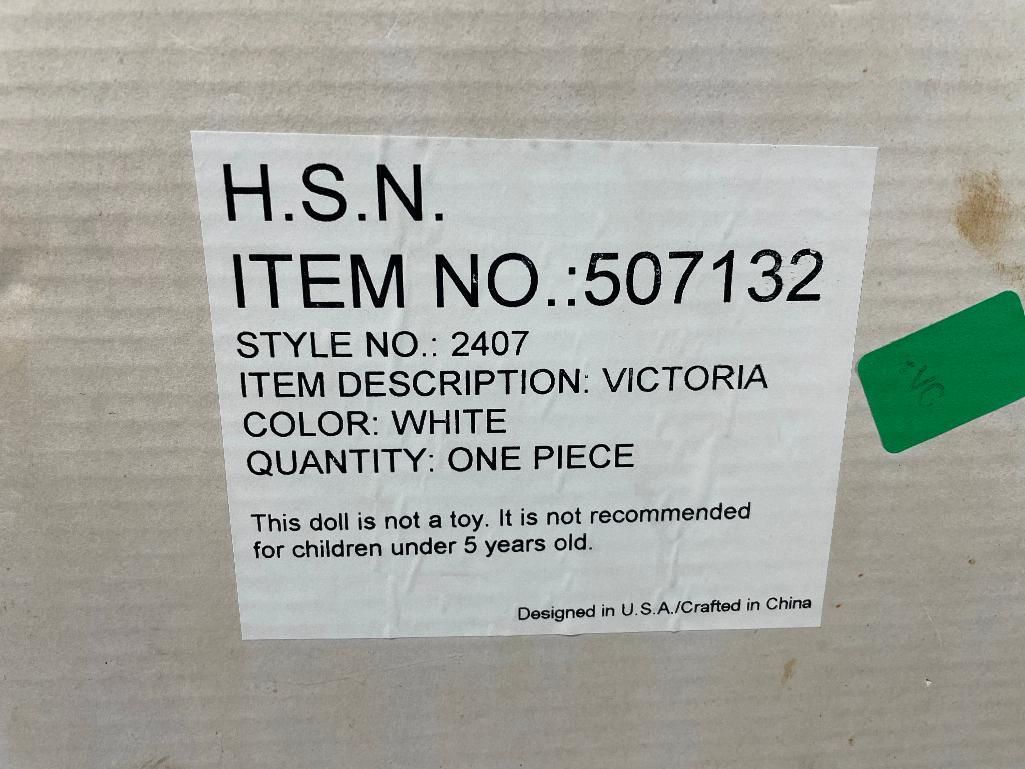 H.S.N.
ITEM NO.:507132
STYLE NO.: 2407
ITEM DESCRIPTION: VICTORIA
COLOR: WHITE
QUANTITY: ONE PIECE
This doll is not a toy. It is not recommended
for children under 5 years old.
Designed in U.S.A./Crafted in China